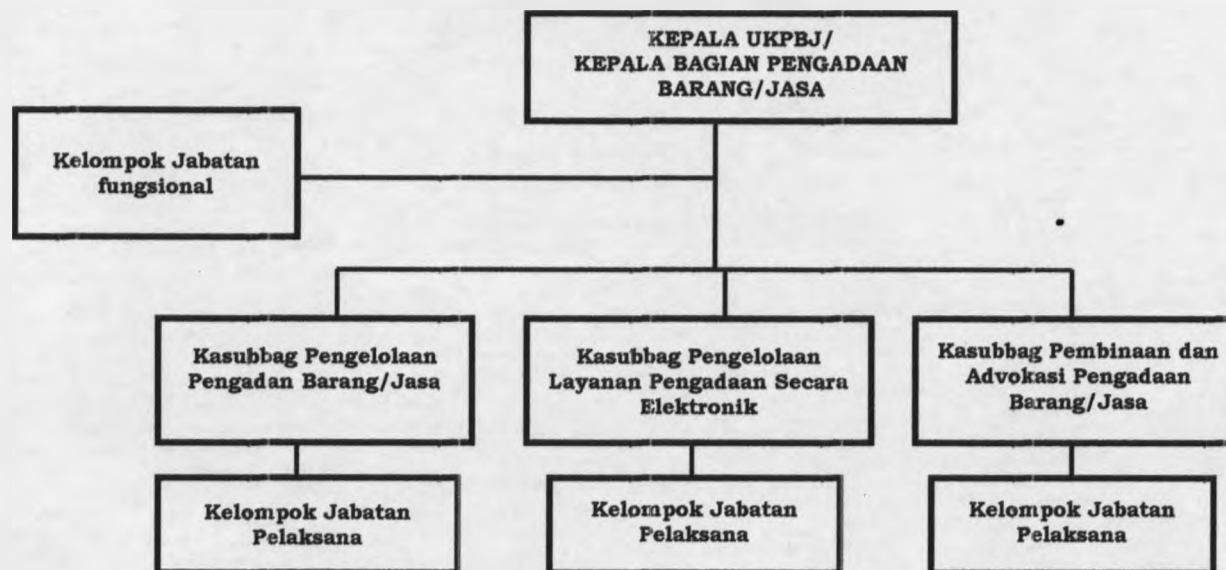 KEPALA UKPBJ/
KEPALA BAGIAN PENGADAAN
BARANG/JASA
Kelompok Jabatan
fungsional
Kasubbag Pengelolaan
Pengadan Barang/Jasa
Kasubbag Pengelolaan
Layanan Pengadaan Secara
Elektronik
Kasubbag Pembinaan dan
Advokasi Pengadaan
Barang/Jasa
Kelompok Jabatan
Pelaksana
Kelompok Jabatan
Pelaksana
Kelompok Jabatan
Pelaksana